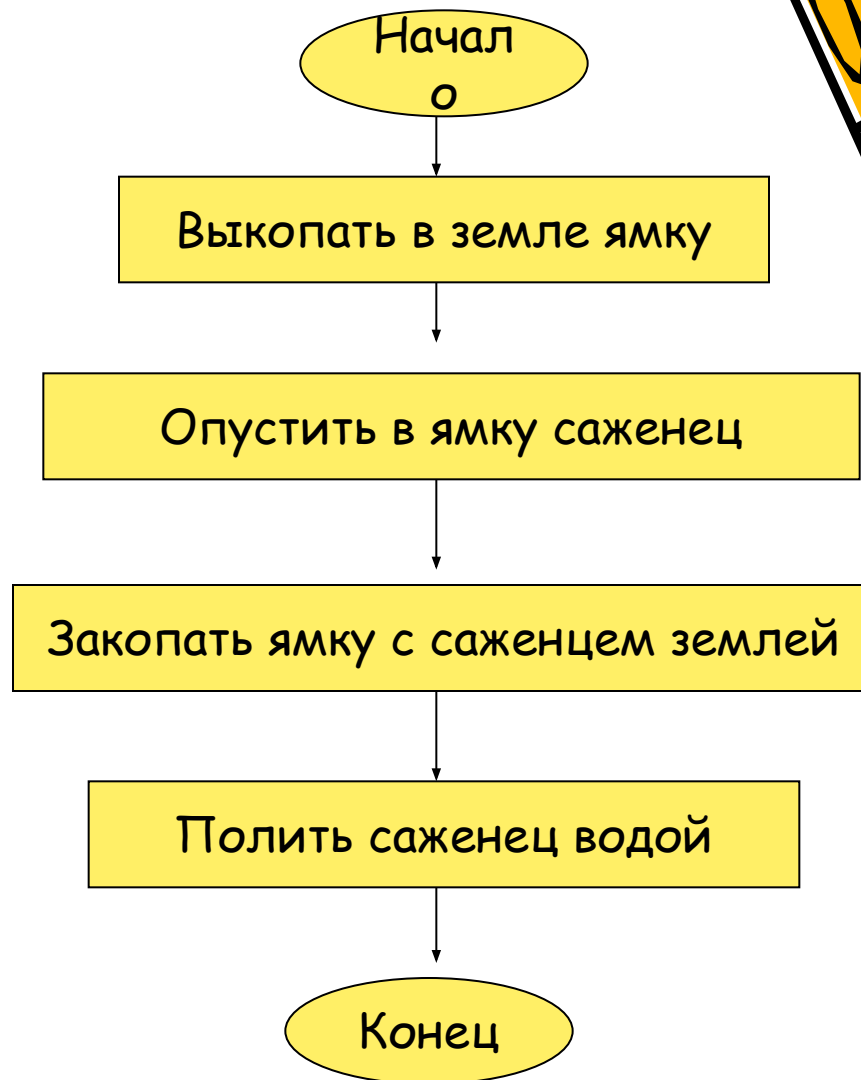 Начал
о
Выкопать в земле ямку
Опустить в ямку саженец
Закопать ямку с саженцем землей
Полить саженец водой
Конец